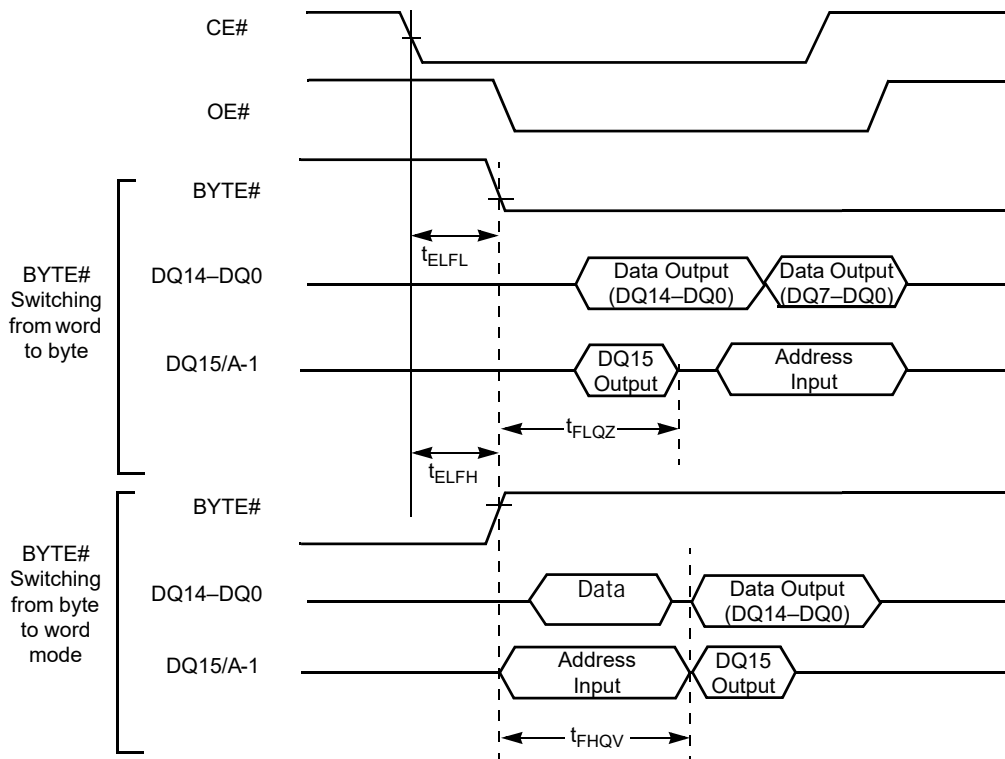 CE#
OE#
BYTE#
tELFL
BYTE#
Switching
from word
to byte
DQ14–DQ0
Data Output
(DQ14–DQ0)
Data Output
(DQ7–DQ0)
DQ15/A-1
DQ15
Output
Address
Input
tFLQZ
tELFH
BYTE#
BYTE#
Switching
from byte
to word
mode
DQ14–DQ0
Data
Data Output
(DQ14–DQ0)
DQ15/A-1
Address
Input
DQ15
Output
tFHQV